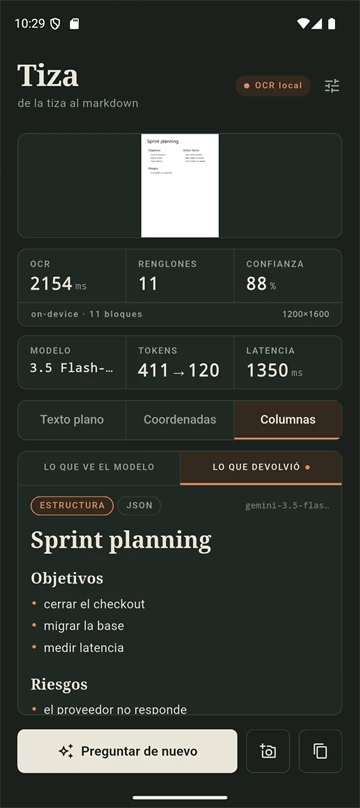 10:29
Tiza
de la tiza al markdown
OCR local
Sprint planning
Objetivos
Riesgos
OCR
2154 ms
RENGLONES
11
CONFIANZA
88 %
on-device · 11 bloques
1200×1600
MODELO
3.5 Flash-…
TOKENS
411→120
LATENCIA
1350 ms
Texto plano
Coordenadas
Columnas
LO QUE VE EL MODELO
LO QUE DEVOLVIÓ •
ESTRUCTURA
JSON
gemini-3.5-flas…
Sprint planning
Objetivos
• cerrar el checkout
• migrar la base
• medir latencia
Riesgos
• el proveedor no responde
Preguntar de nuevo